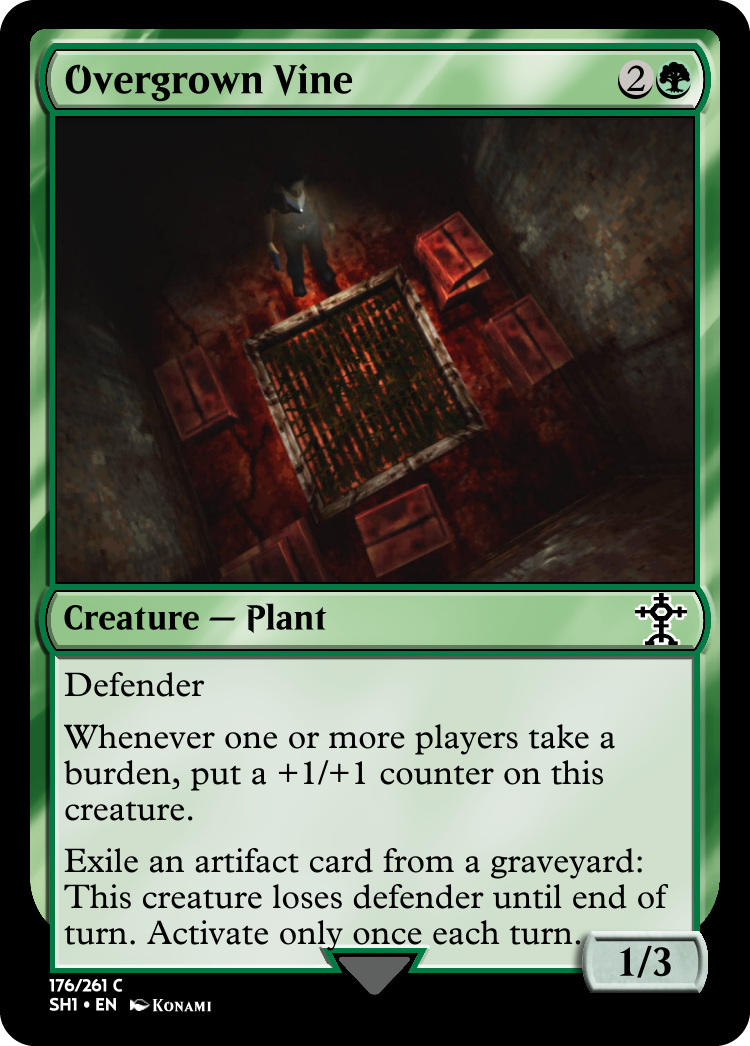 Overgrown Vine 2
Creature — Plant
Defender
Whenever one or more players take a
burden, put a +1/+1 counter on this
creature.
Exile an artifact card from a graveyard:
This creature loses defender until end of
turn. Activate only once each turn.
1/3
176/261 C
SH1 • EN KONAMI